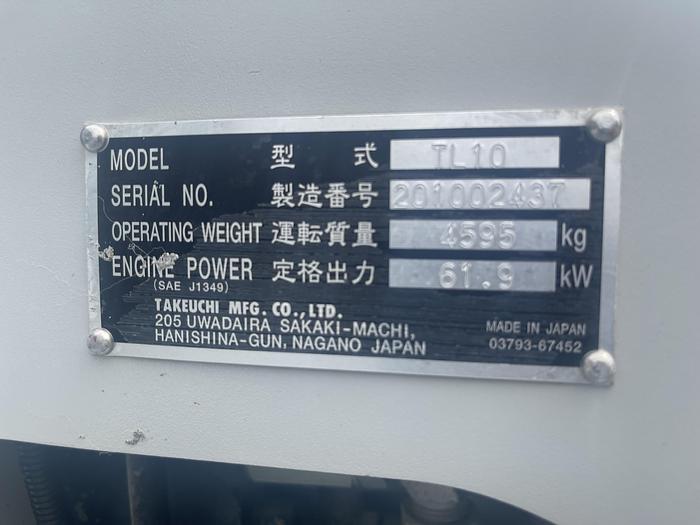 MODEL 型 式 TL10
SERIAL NO. 製造番号 201002437
OPERATING WEIGHT 運転質量 4595 kg
ENGINE POWER 定格出力 61.9 kW
(SAE J1349)
TAKEUCHI MFG. CO.,LTD.
205 UWADAIRA SAKAKI-MACHI,
HANISHINA-GUN, NAGANO JAPAN
MADE IN JAPAN
03793-67452